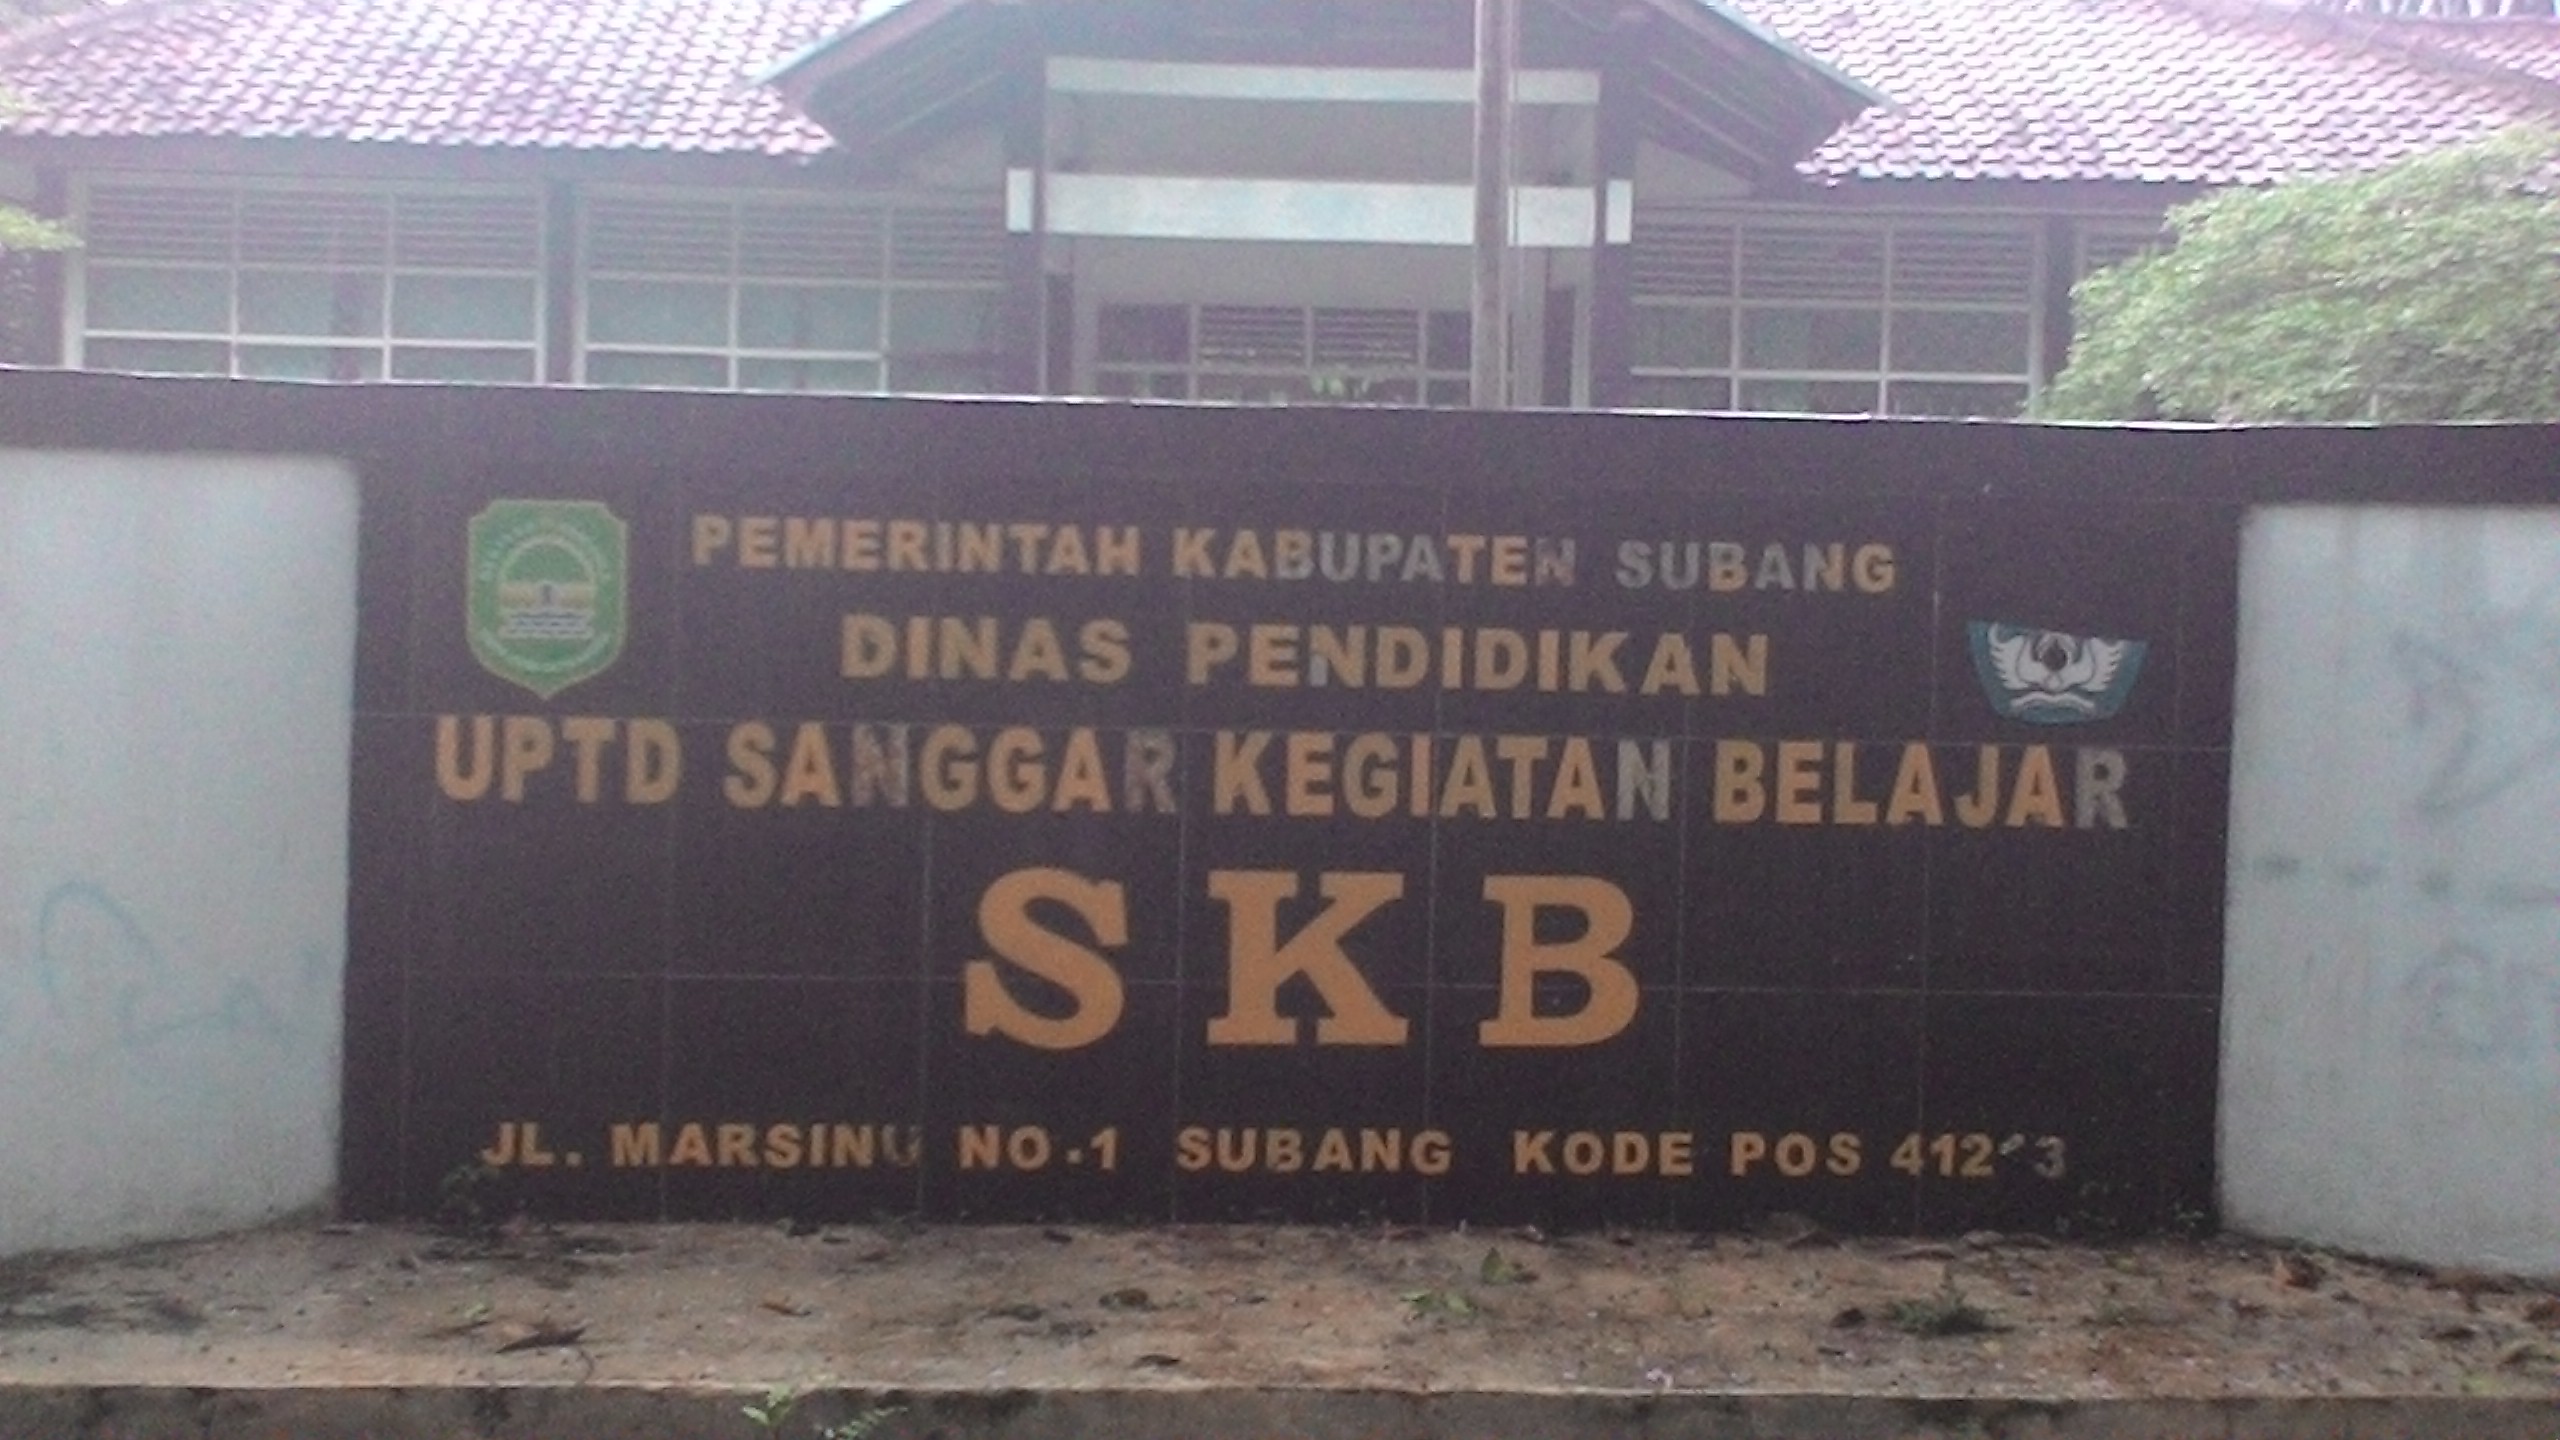 PEMERINTAH KABUPATEN SUBANG
DINAS PENDIDIKAN
UPTD SANGGAR KEGIATAN BELAJAR
SKB
JL. MARSINU NO.1 SUBANG KODE POS